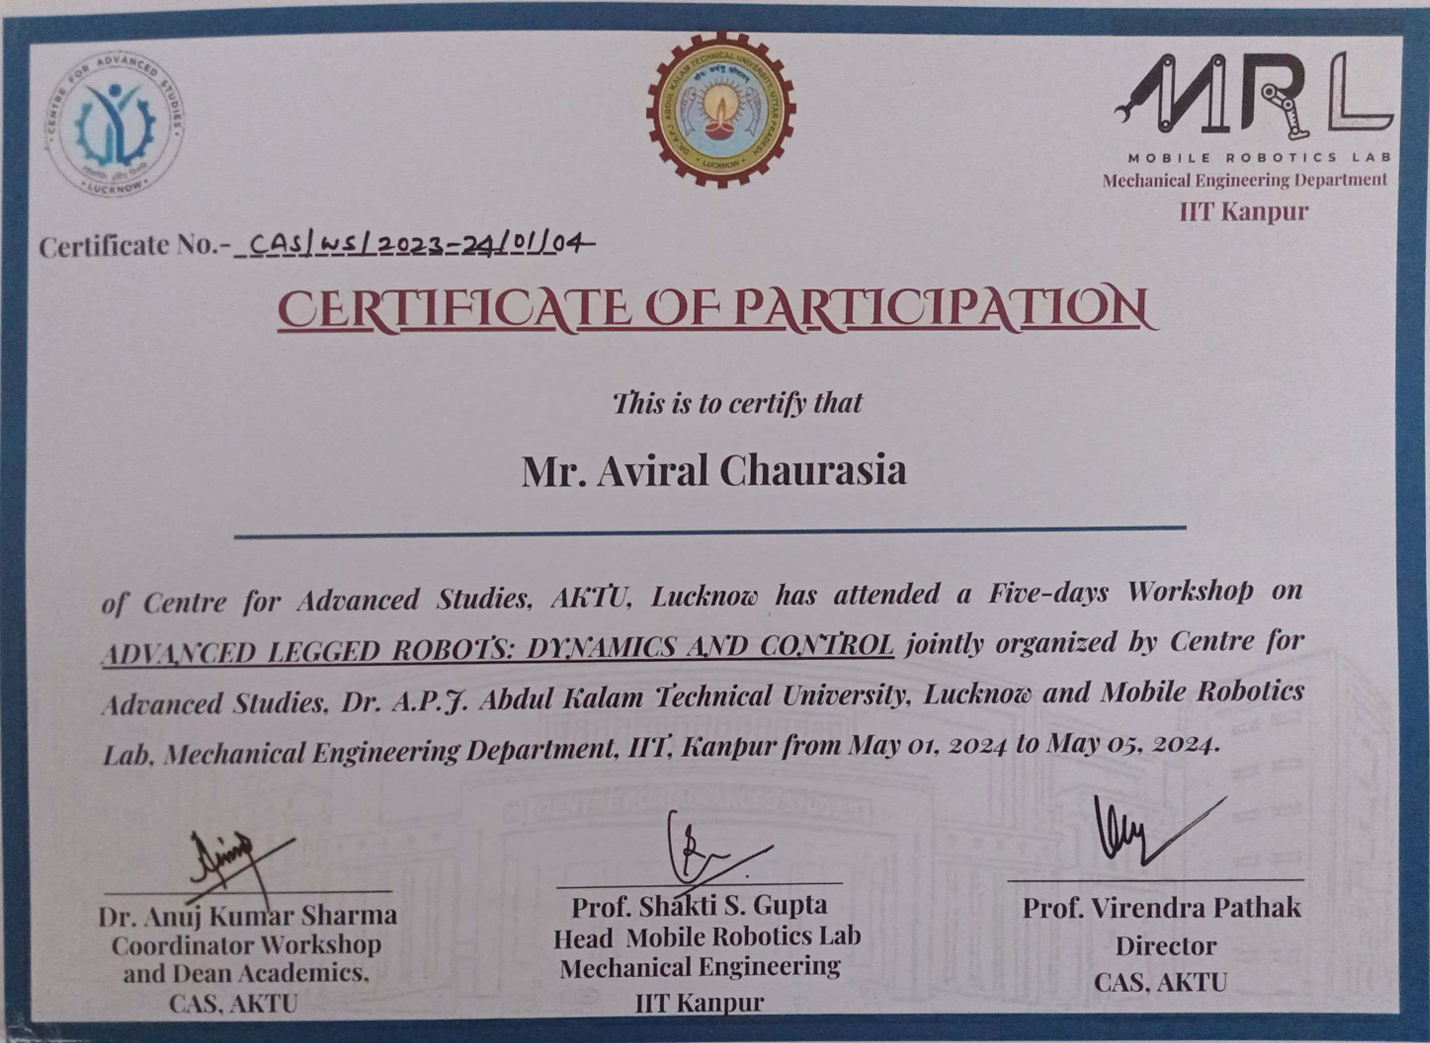 CENTRE FOR ADVANCED STUDIES
LUCKNOW
DR. A.P.J. ABDUL KALAM TECHNICAL UNIVERSITY, UTTAR PRADESH
LUCKNOW
MRL
MOBILE ROBOTICS LAB
Mechanical Engineering Department
IIT Kanpur
Certificate No.- CAS/WS/2023-24/01/04
CERTIFICATE OF PARTICIPATION
This is to certify that
Mr. Aviral Chaurasia
of Centre for Advanced Studies, AKTU, Lucknow has attended a Five-days Workshop on
ADVANCED LEGGED ROBOTS: DYNAMICS AND CONTROL jointly organized by Centre for
Advanced Studies, Dr. A.P.J. Abdul Kalam Technical University, Lucknow and Mobile Robotics
Lab, Mechanical Engineering Department, IIT, Kanpur from May 01, 2024 to May 05, 2024.
CENTRE FOR ADVANCED STUDIES
Dr. Anuj Kumar Sharma
Coordinator Workshop
and Dean Academics,
CAS, AKTU
Prof. Shakti S. Gupta
Head Mobile Robotics Lab
Mechanical Engineering
IIT Kanpur
Prof. Virendra Pathak
Director
CAS, AKTU